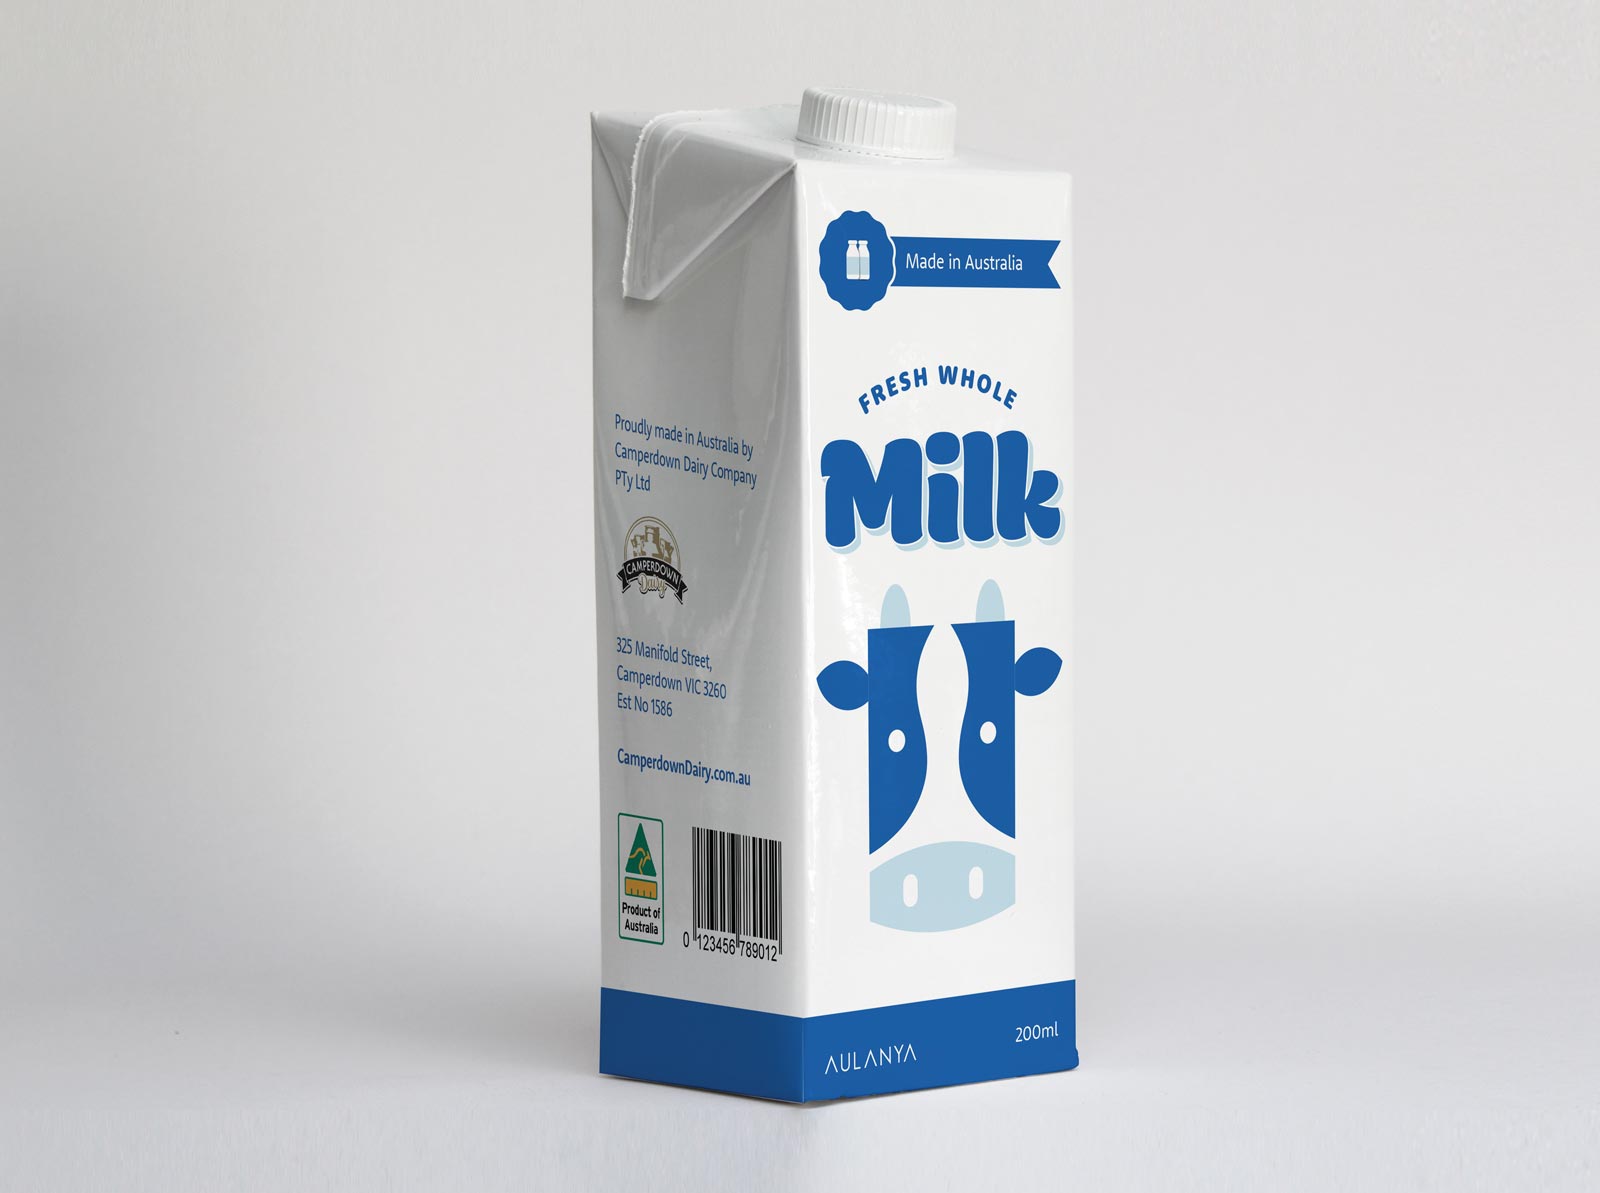 Made in Australia
FRESH WHOLE
Milk
AULANYA
200ml
Proudly made in Australia by
Camperdown Dairy Company
PTy Ltd
CAMPERDOWN
Dairy
325 Manifold Street,
Camperdown VIC 3260
Est No 1586
CamperdownDairy.com.au
Product of
Australia
0 123456 789012